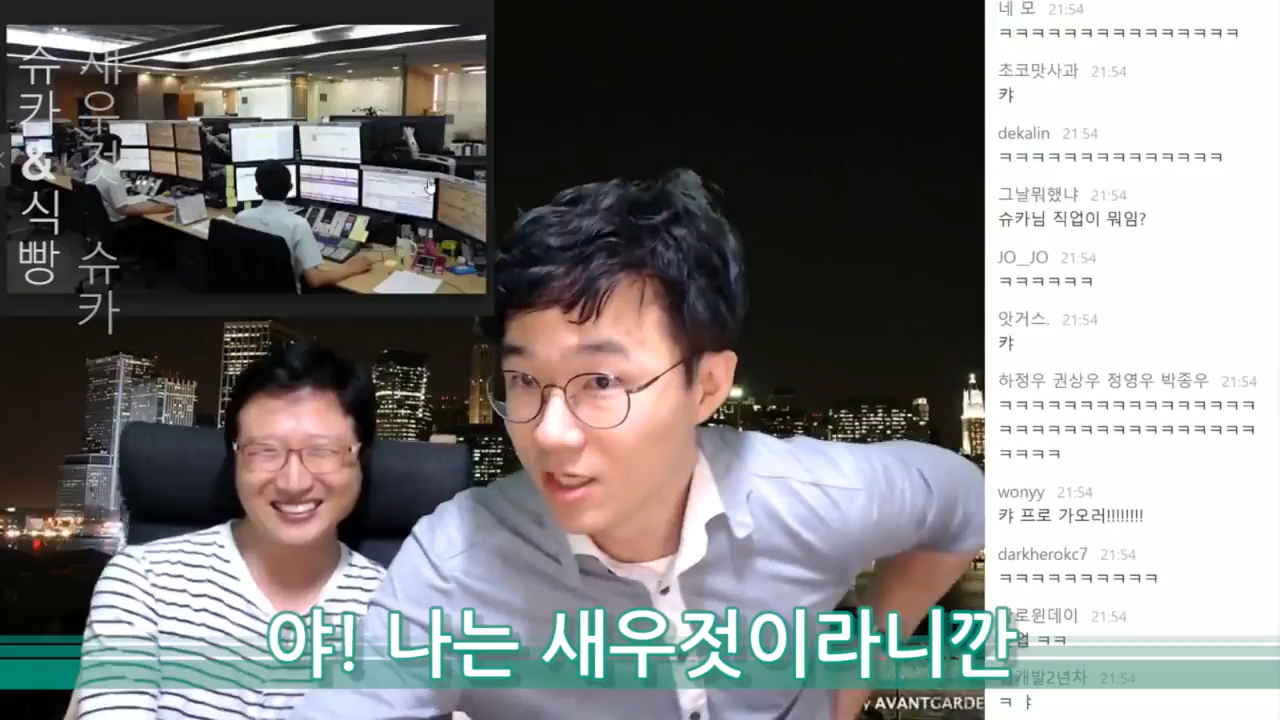 슈카&식빵
새우젓 슈카
네 모 21:54
ㅋㅋㅋㅋㅋㅋㅋㅋㅋㅋㅋㅋㅋㅋㅋ
초코맛사과 21:54
캬
dekalin 21:54
ㅋㅋㅋㅋㅋㅋㅋㅋㅋㅋㅋㅋㅋㅋ
그날뭐했냐 21:54
슈카님 직업이 뭐임?
JO__JO 21:54
ㅋㅋㅋㅋㅋㅋ
앗거스. 21:54
캬
하정우 권상우 정영우 박종우 21:54
ㅋㅋㅋㅋㅋㅋㅋㅋㅋㅋㅋㅋㅋㅋㅋㅋ
ㅋㅋㅋㅋㅋㅋㅋㅋㅋㅋㅋㅋㅋㅋㅋㅋ
ㅋㅋㅋㅋ
wonyy 21:54
캬 프로 가오러!!!!!!!!
darkherokc7 21:54
ㅋㅋㅋㅋㅋㅋㅋㅋㅋㅋ
21:54
ㅋㅋ
21:54
ㅋ ㅑ
야! 나는 새우젓이라니깐
AVANTGARDE